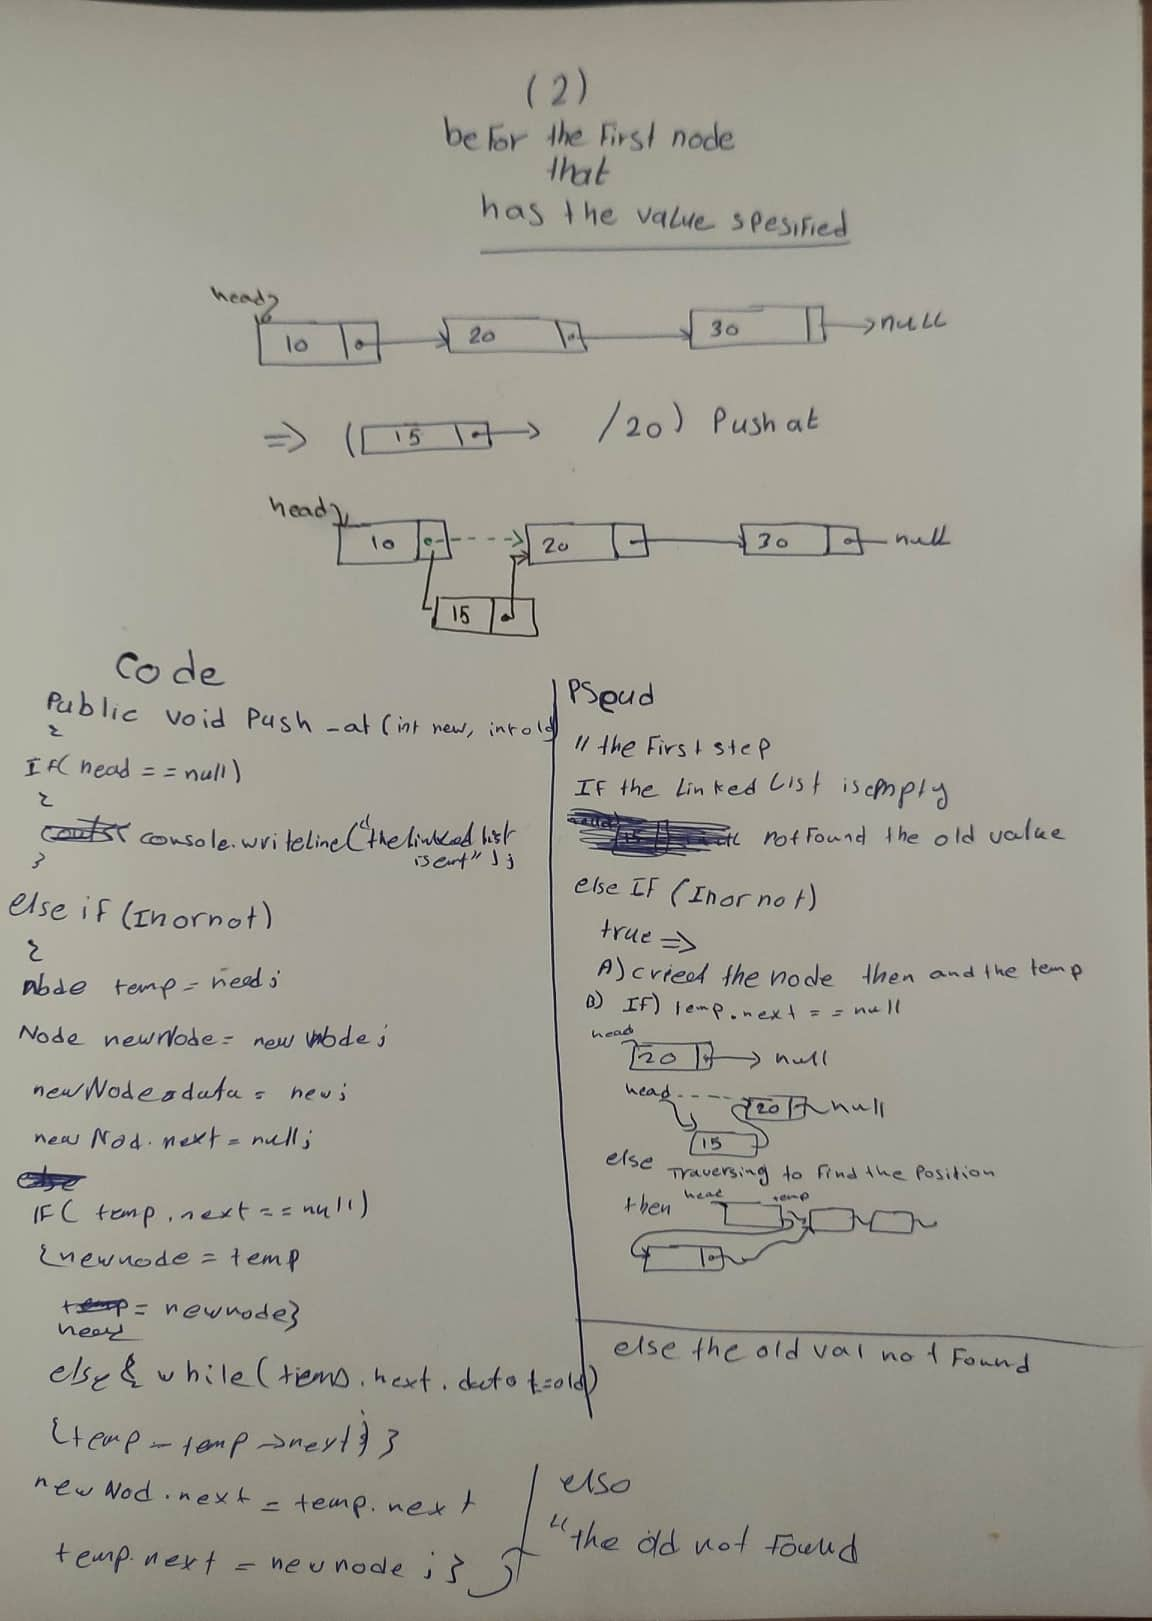 (2)
befor the First node
that
has the value spesified
head
10 20 30 null
=> ( 15 /20) Push at
head
10 20 30 null
15
Code
Public void Push_at (int new, int old)
{
If( head == null)
{
console.writeline("the linked list
is emt");
}
else if (Inornot)
{
Node temp = head;
Node newNode = new Node;
newNode.data = new;
new Nod.next = null;
IF( temp.next == null)
{newnode = temp
head = newnode}
else { while(temp.next.data != old)
{temp = temp->next;} }
new Nod.next = temp.next
temp.next = newnode ; }
PSeud
// the First step
IF the linked List is empty
not Found the old value
else IF (Inor not)
true =>
A) the node then and the temp
B) IF) temp.next == null
head
20 null
head 20 null
15
else Traversing to Find the Position
then head temp
else the old val not Found
else
"the old not Found